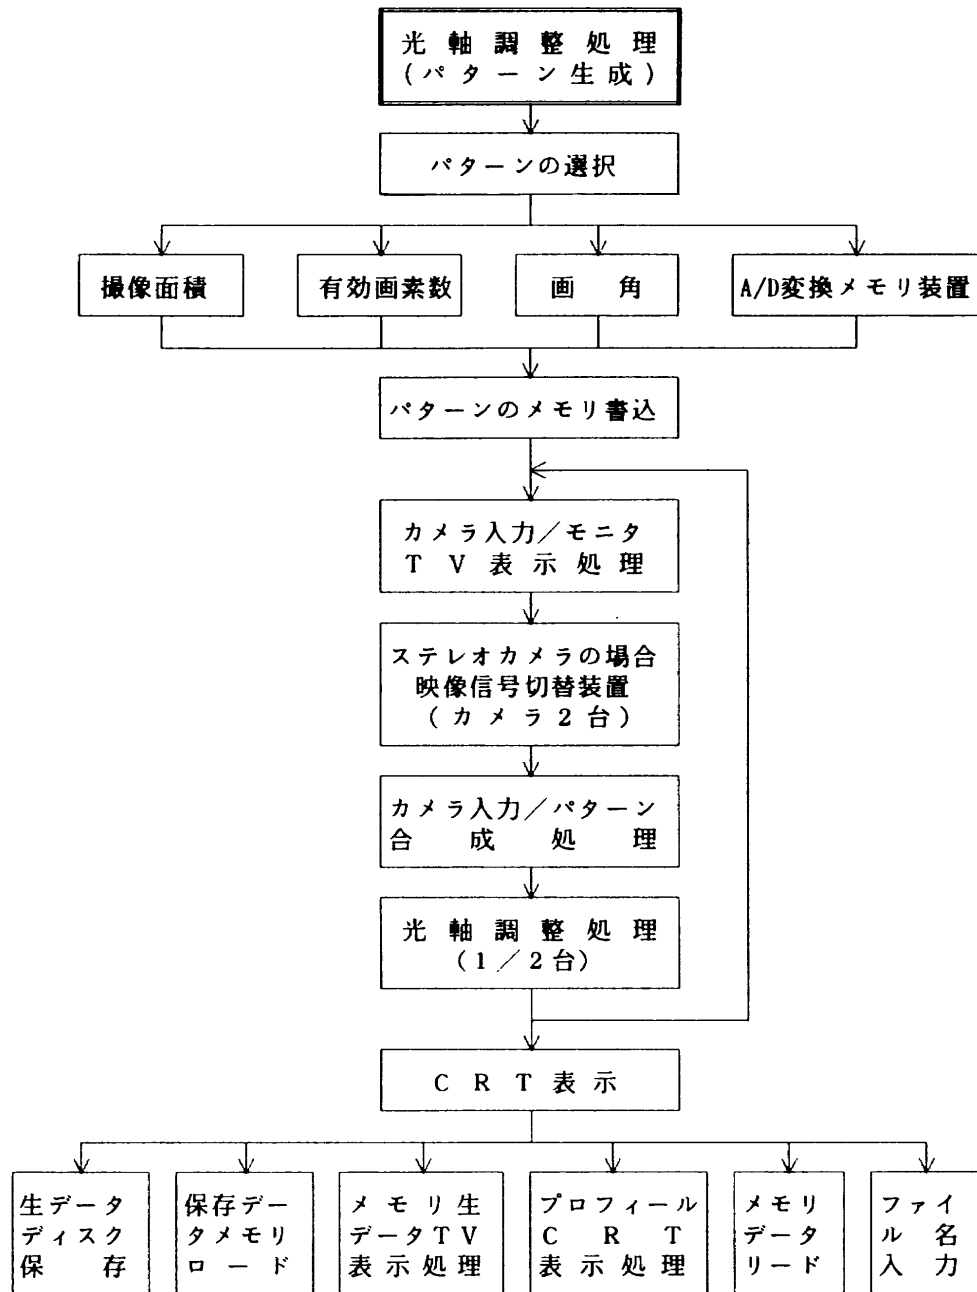 光軸調整処理
(パターン生成)
パターンの選択
撮像面積
有効画素数
画角
A/D変換メモリ装置
パターンのメモリ書込
カメラ入力／モニタ
TV表示処理
ステレオカメラの場合
映像信号切替装置
(カメラ2台)
カメラ入力／パターン
合成処理
光軸調整処理
(1／2台)
CRT表示
生データ
ディスク
保存
保存デー
タメモリ
ロード
メモリ生
データTV
表示処理
プロフィール
CRT
表示処理
メモリ
データ
リード
ファイ
ル名
入力